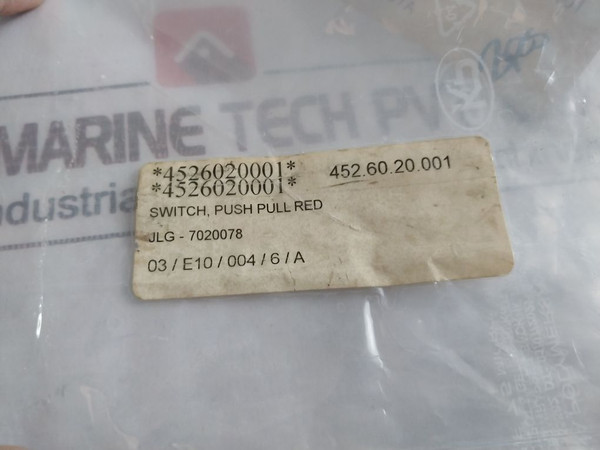 MARINE TECH PV
ndustria
*4526020001* 452.60.20.001
*4526020001*
SWITCH, PUSH PULL RED
JLG - 7020078
03 / E10 / 004 / 6 / A